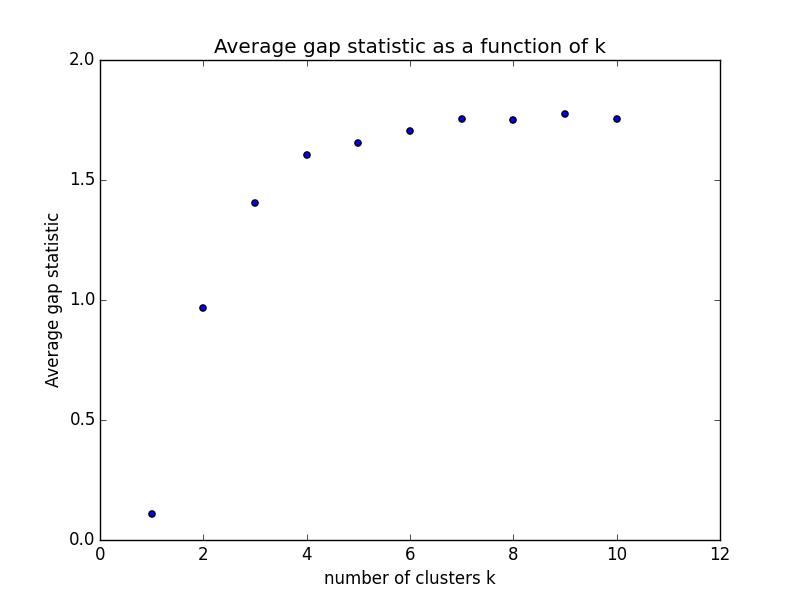 Average gap statistic as a function of k
2.0
1.5
1.0
0.5
0.0
Average gap statistic
0 2 4 6 8 10 12
number of clusters k